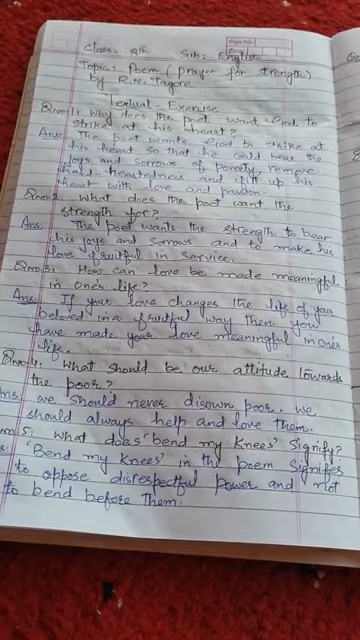 Class: 8th Sub: English
Topic: Poem (prayer for strength)
by R.N. Tagore
Textual Exercise
Qno1: Why does the poet want God to
strike at his heart?
Ans: The poet wants God to strike at
his heart so that he could bear the
joys and sorrows of poverty, remove
hard heartedness and fill up his
heart with love and passion.
Qno2: What does the poet want the
strength for?
Ans: The poet wants the strength to bear
his joys and sorrows and to make his
love fruitful in service.
Qno3: How can love be made meaningful
in one's life?
Ans: If your love changes the life of your
beloved in a fruitful way then you
have made your love meaningful in one's
life.
Qno4: What should be our attitude towards
the poor?
Ans: we should never disown poor. we
should always help and love them.
no 5: What does 'bend my knees' signify?
s: 'Bend my knees' in the poem signifies
to oppose disrespectful power and not
to bend before them.